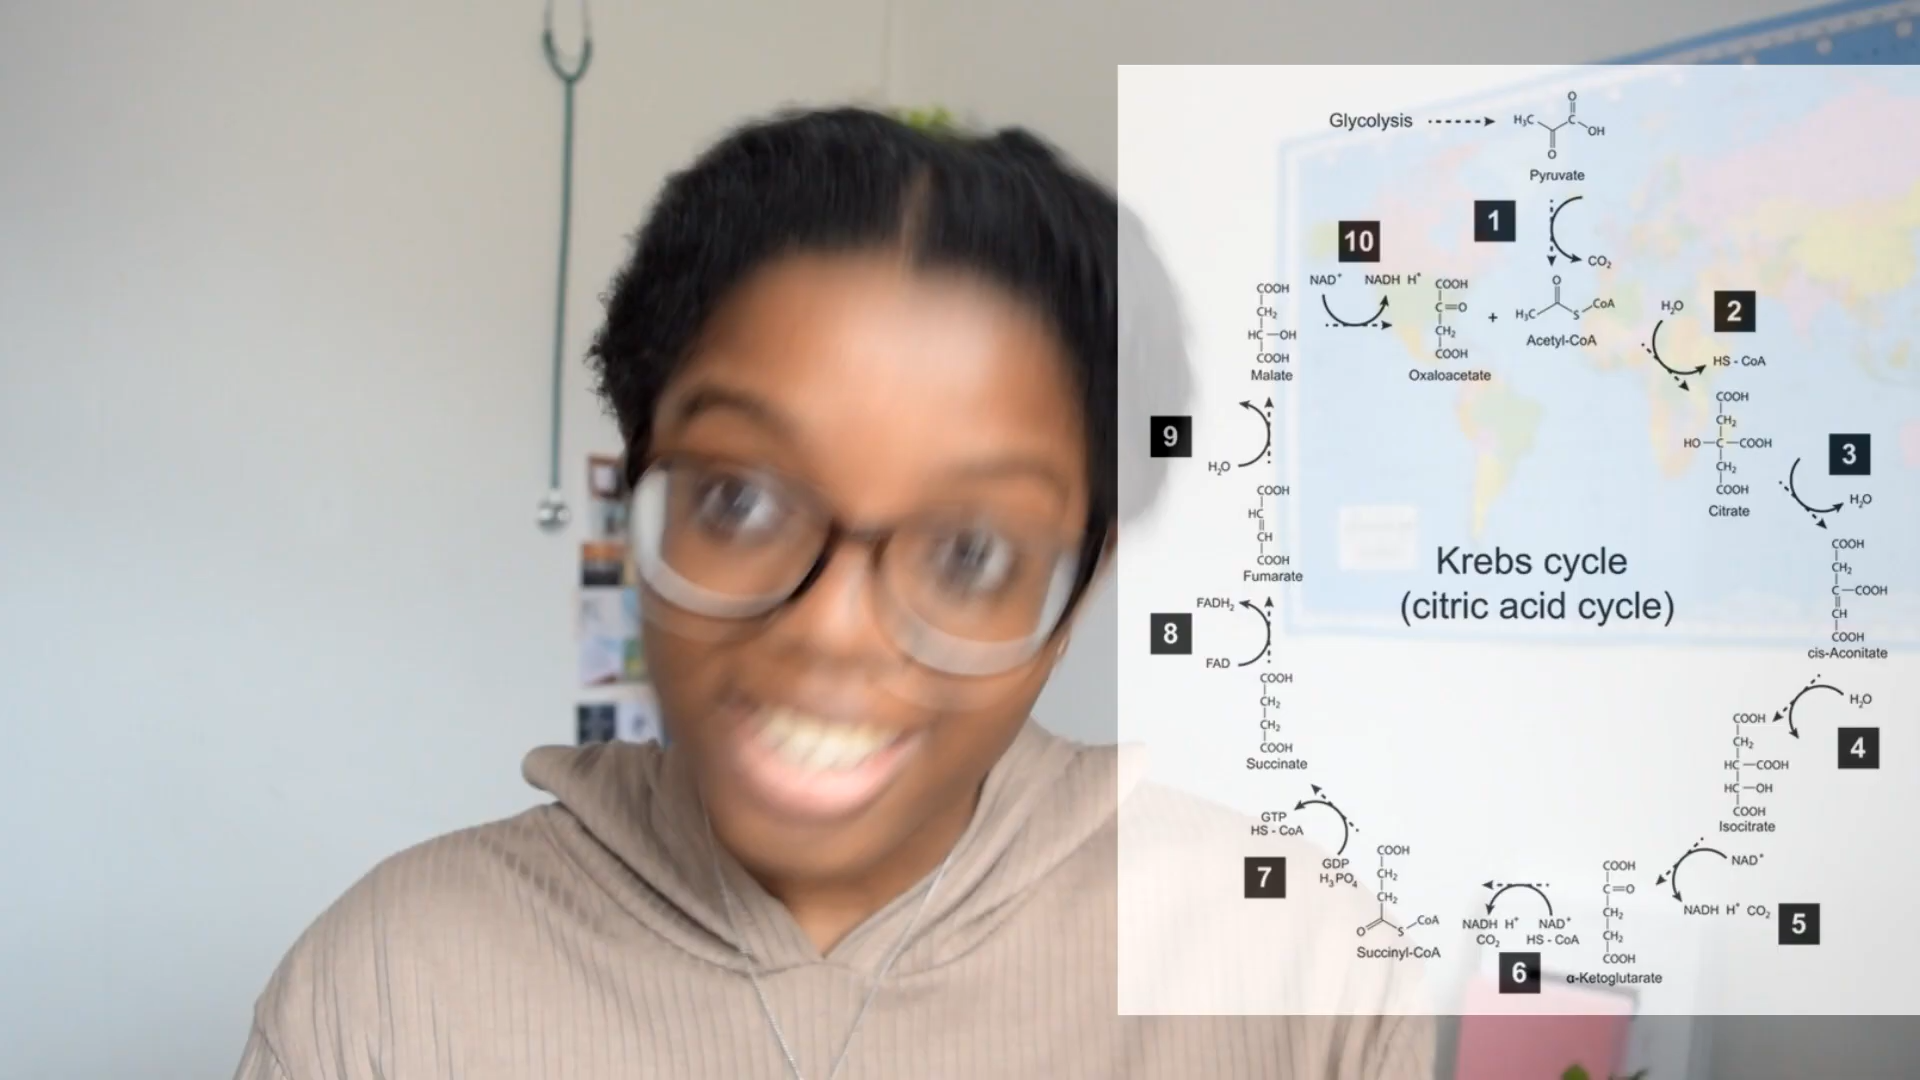 Glycolysis
O
H₃C
OH
O
Pyruvate
1
CO₂
10
NAD⁺ NADH H⁺
COOH
CH₂
HC—OH
COOH
Malate
COOH
C=O
CH₂
COOH
Oxaloacetate
+
O
H₃C S CoA
Acetyl-CoA
H₂O
2
HS - CoA
COOH
CH₂
HO—C—COOH
CH₂
COOH
Citrate
3
H₂O
COOH
CH₂
C—COOH
CH
COOH
cis-Aconitate
H₂O
4
COOH
CH₂
HC—COOH
HC—OH
COOH
Isocitrate
NAD⁺
NADH H⁺ CO₂
5
COOH
C=O
CH₂
CH₂
COOH
α-Ketoglutarate
NADH H⁺ NAD⁺
CO₂ HS - CoA
6
COOH
CH₂
CH₂
O S CoA
Succinyl-CoA
GTP
HS - CoA
GDP
H₃PO₄
7
COOH
CH₂
CH₂
COOH
Succinate
FADH₂
8
FAD
COOH
HC
CH
COOH
Fumarate
9
H₂O
Krebs cycle
(citric acid cycle)